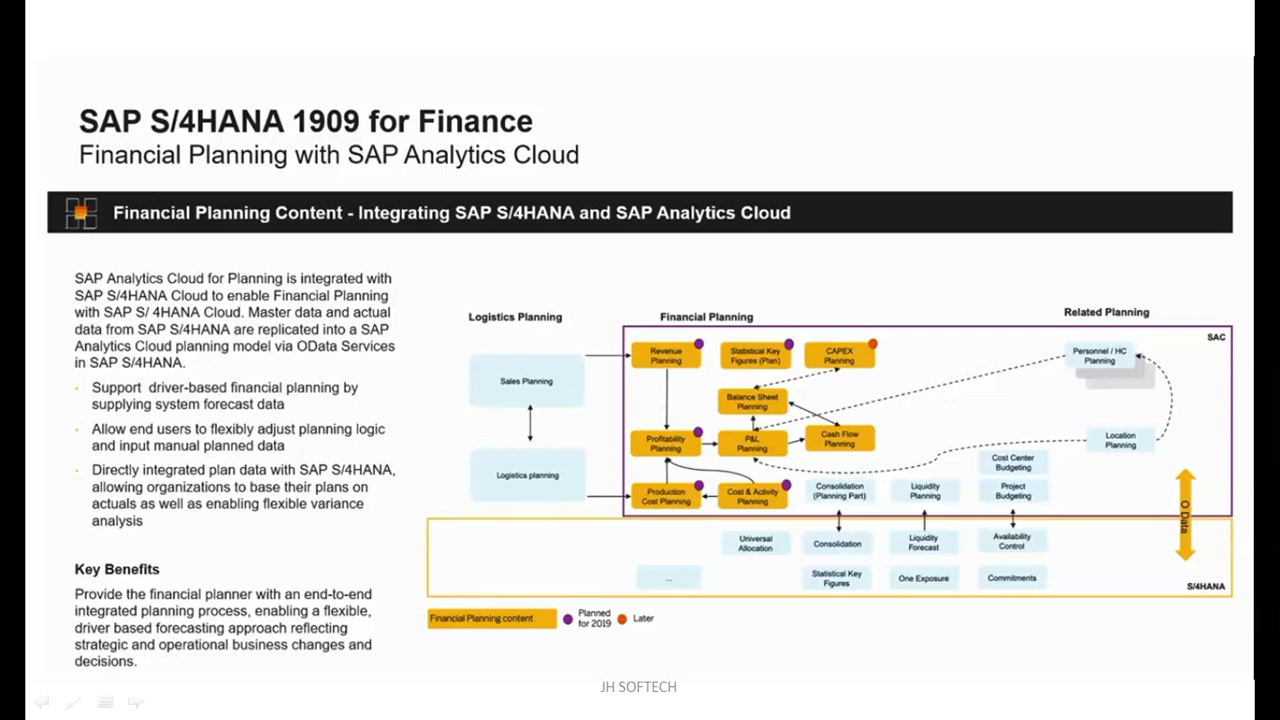 SAP S/4HANA 1909 for Finance
Financial Planning with SAP Analytics Cloud
Financial Planning Content - Integrating SAP S/4HANA and SAP Analytics Cloud
SAP Analytics Cloud for Planning is integrated with
SAP S/4HANA Cloud to enable Financial Planning
with SAP S/ 4HANA Cloud. Master data and actual
data from SAP S/4HANA are replicated into a SAP
Analytics Cloud planning model via OData Services
in SAP S/4HANA.
· Support driver-based financial planning by
supplying system forecast data
· Allow end users to flexibly adjust planning logic
and input manual planned data
· Directly integrated plan data with SAP S/4HANA,
allowing organizations to base their plans on
actuals as well as enabling flexible variance
analysis
Key Benefits
Provide the financial planner with an end-to-end
integrated planning process, enabling a flexible,
driver based forecasting approach reflecting
strategic and operational business changes and
decisions.
Logistics Planning
Financial Planning
Related Planning
SAC
Sales Planning
Logistics planning
Revenue
Planning
Statistical Key
Figures (Plan)
CAPEX
Planning
Personnel / HC
Planning
Balance Sheet
Planning
Profitability
Planning
P&L
Planning
Cash Flow
Planning
Location
Planning
Cost Center
Budgeting
Production
Cost Planning
Cost & Activity
Planning
Consolidation
(Planning Part)
Liquidity
Planning
Project
Budgeting
O Data
Universal
Allocation
Consolidation
Liquidity
Forecast
Availability
Control
...
Statistical Key
Figures
One Exposure
Commitments
S/4HANA
Financial Planning content
Planned
for 2019
Later
JH SOFTECH